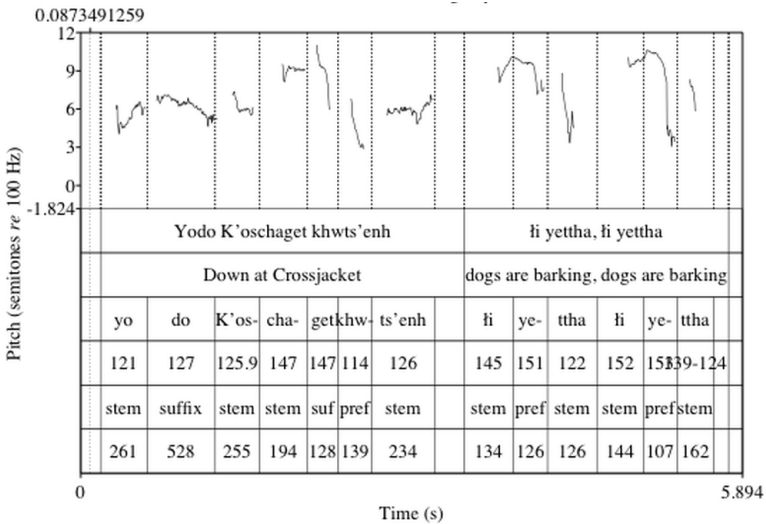 0.0873491259
12
9
6
3
0
-1.824
Pitch (semitones re 100 Hz)
Yodo K’oschaget khwts’enh łi yettha, łi yettha
Down at Crossjacket dogs are barking, dogs are barking
yo do K’os- cha- get khw- ts’enh łi ye- ttha łi ye- ttha
121 127 125.9 147 147 114 126 145 151 122 152 139-124
stem suffix stem stem suf pref stem stem pref stem stem pref stem
261 528 255 194 128 139 234 134 126 126 144 107 162
0 5.894
Time (s)